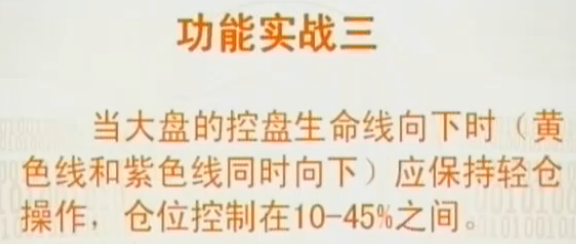 功能实战三
当大盘的控盘生命线向下时（黄
色线和紫色线同时向下）应保持轻仓
操作，仓位控制在10-45%之间。